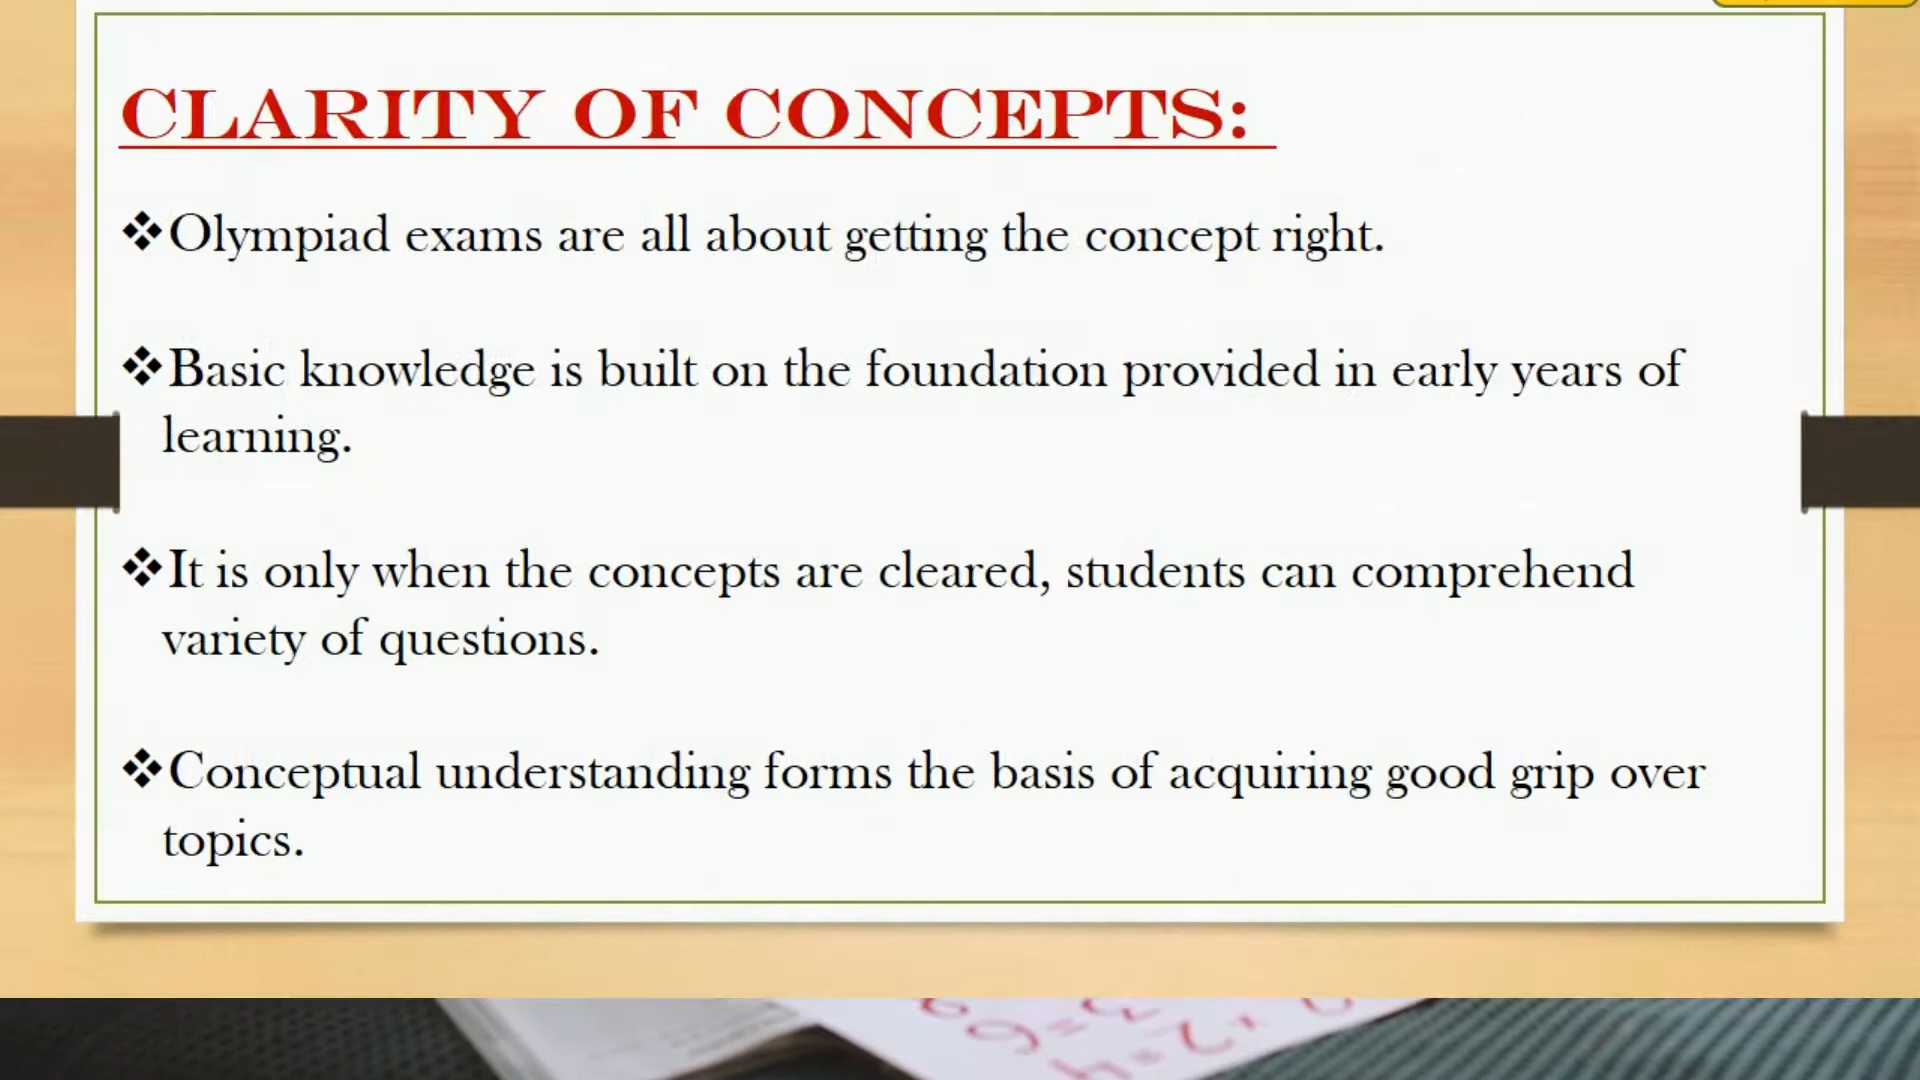 CLARITY OF CONCEPTS:
❖Olympiad exams are all about getting the concept right.
❖Basic knowledge is built on the foundation provided in early years of
learning.
❖It is only when the concepts are cleared, students can comprehend
variety of questions.
❖Conceptual understanding forms the basis of acquiring good grip over
topics.